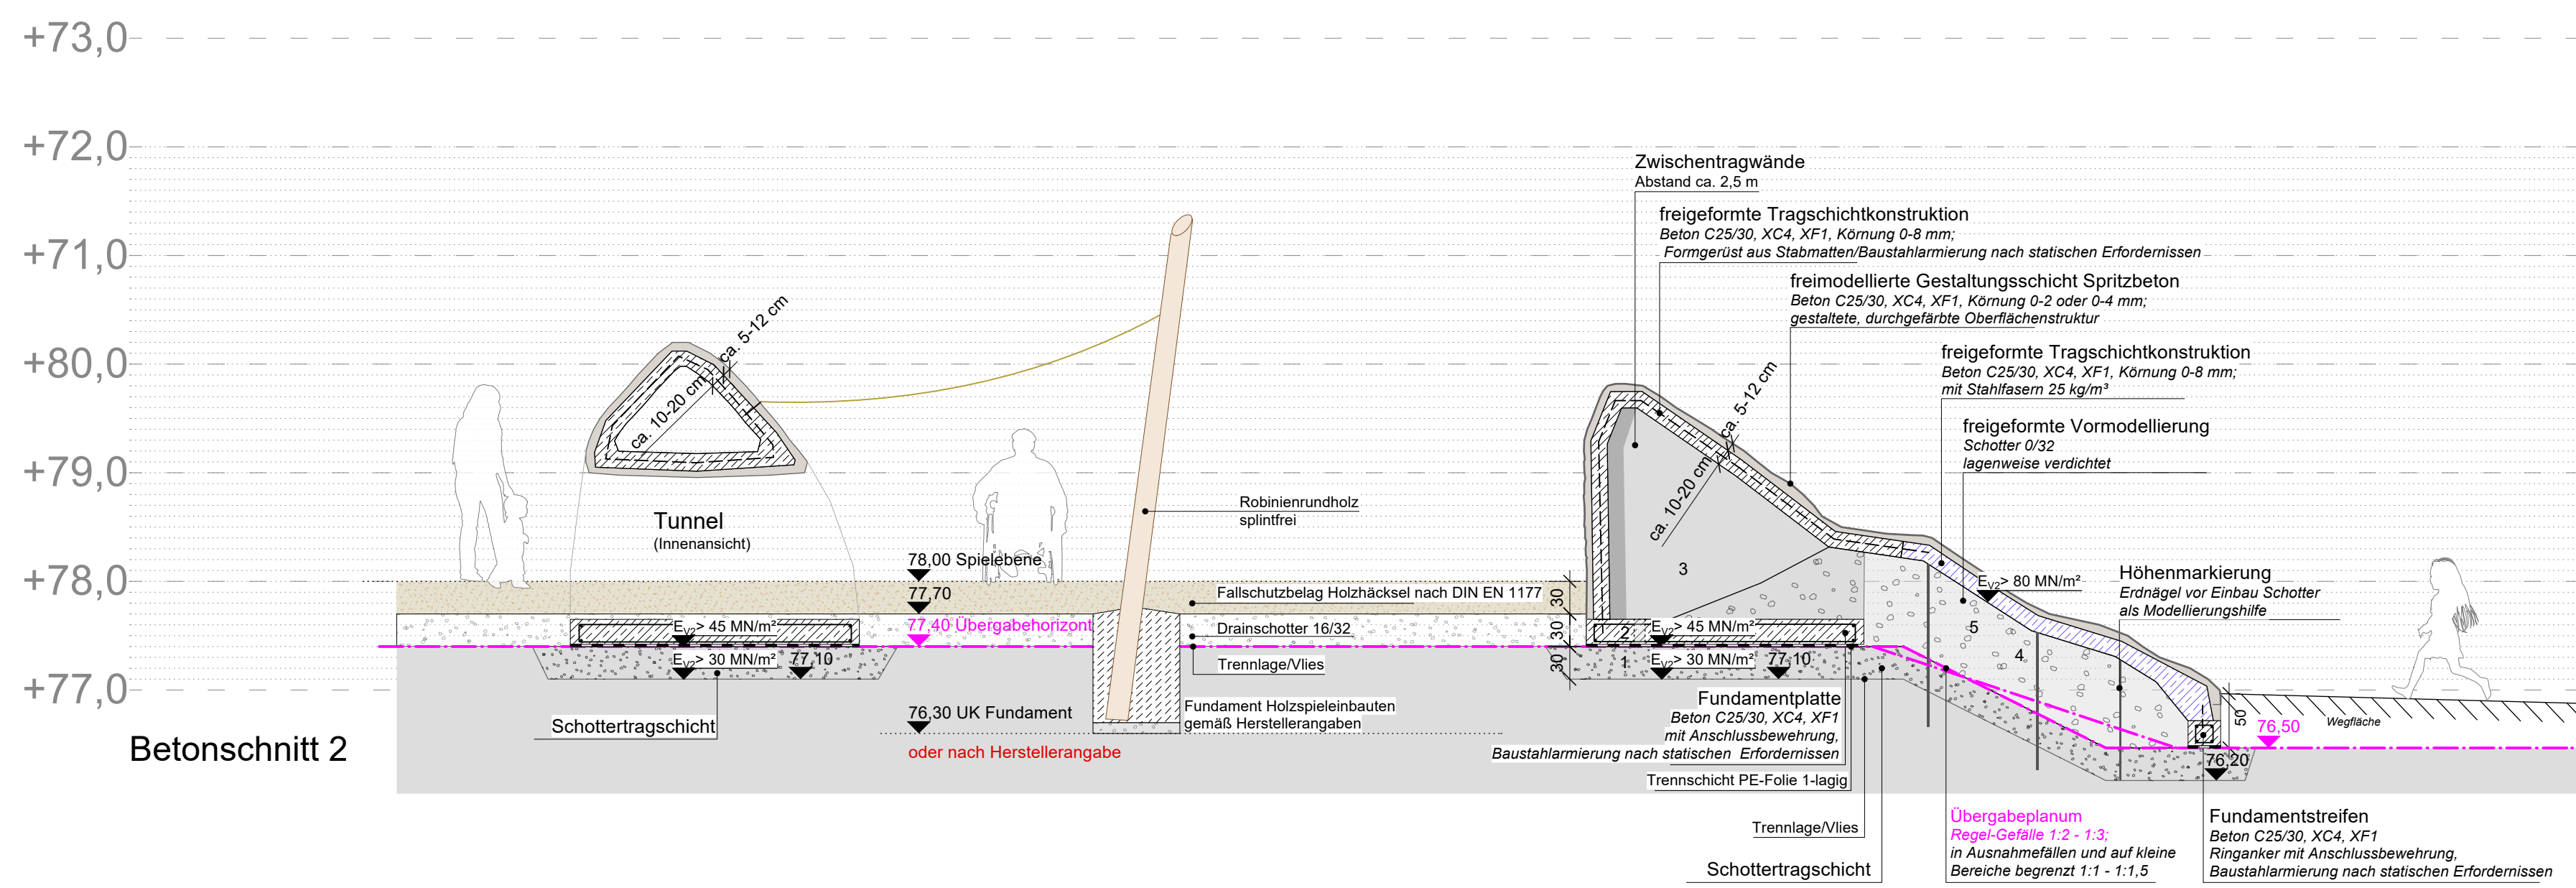 +73,0
+72,0
+71,0
+80,0
+79,0
+78,0
+77,0
Betonschnitt 2
ca. 5-12 cm
ca. 10-20 cm
Tunnel
(Innenansicht)
78,00 Spielebene
77,70
77,40 Übergabehorizont
EV2> 45 MN/m²
EV2> 30 MN/m²
77,10
Schottertragschicht
76,30 UK Fundament
oder nach Herstellerangabe
Robinienrundholz
splintfrei
Fallschutzbelag Holzhäcksel nach DIN EN 1177
Drainschotter 16/32
Trennlage/Vlies
Fundament Holzspieleinbauten
gemäß Herstellerangaben
30
30
30
Zwischentragwände
Abstand ca. 2,5 m
freigeformte Tragschichtkonstruktion
Beton C25/30, XC4, XF1, Körnung 0-8 mm;
Formgerüst aus Stabmatten/Baustahlarmierung nach statischen Erfordernissen
freimodellierte Gestaltungsschicht Spritzbeton
Beton C25/30, XC4, XF1, Körnung 0-2 oder 0-4 mm;
gestaltete, durchgefärbte Oberflächenstruktur
freigeformte Tragschichtkonstruktion
Beton C25/30, XC4, XF1, Körnung 0-8 mm;
mit Stahlfasern 25 kg/m³
freigeformte Vormodellierung
Schotter 0/32
lagenweise verdichtet
ca. 5-12 cm
ca. 10-20 cm
3
EV2> 80 MN/m²
Höhenmarkierung
Erdnägel vor Einbau Schotter
als Modellierungshilfe
2
EV2> 45 MN/m²
5
4
1
EV2> 30 MN/m²
77,10
Fundamentplatte
Beton C25/30, XC4, XF1
mit Anschlussbewehrung,
Baustahlarmierung nach statischen Erfordernissen
Trennschicht PE-Folie 1-lagig
Trennlage/Vlies
Schottertragschicht
50
76,50
Wegfläche
76,20
Übergabeplanum
Regel-Gefälle 1:2 - 1:3;
in Ausnahmefällen und auf kleine
Bereiche begrenzt 1:1 - 1:1,5
Fundamentstreifen
Beton C25/30, XC4, XF1
Ringanker mit Anschlussbewehrung,
Baustahlarmierung nach statischen Erfordernissen